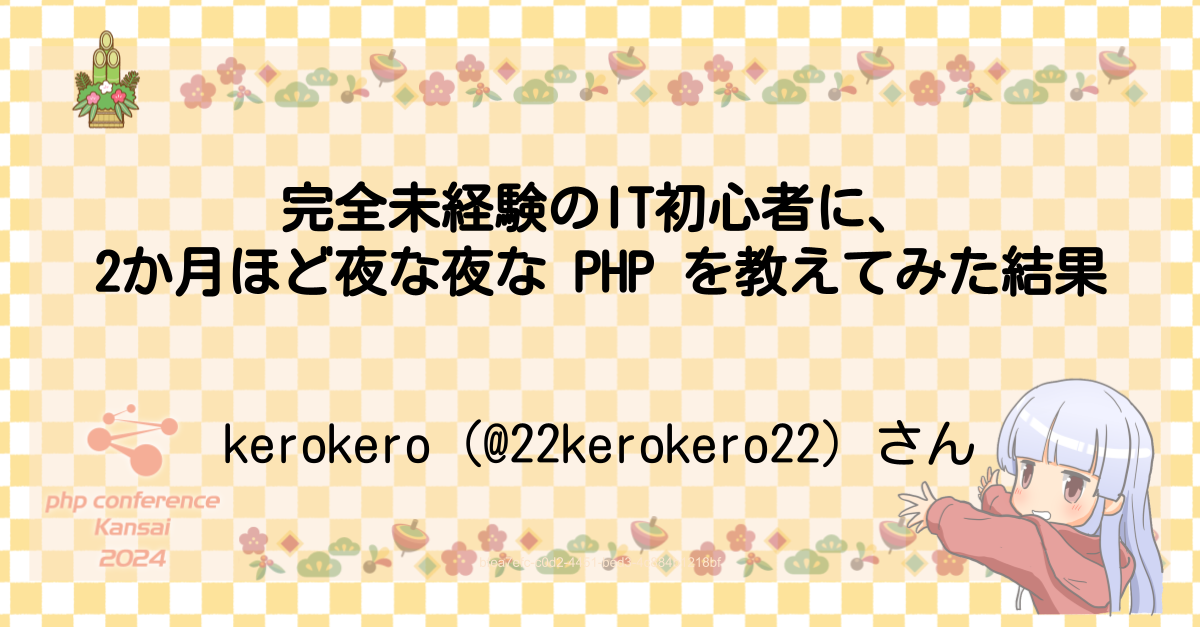 完全未経験のIT初心者に、
2か月ほど夜な夜な PHP を教えてみた結果
kerokero (@22kerokero22) さん
php conference
Kansai
2024